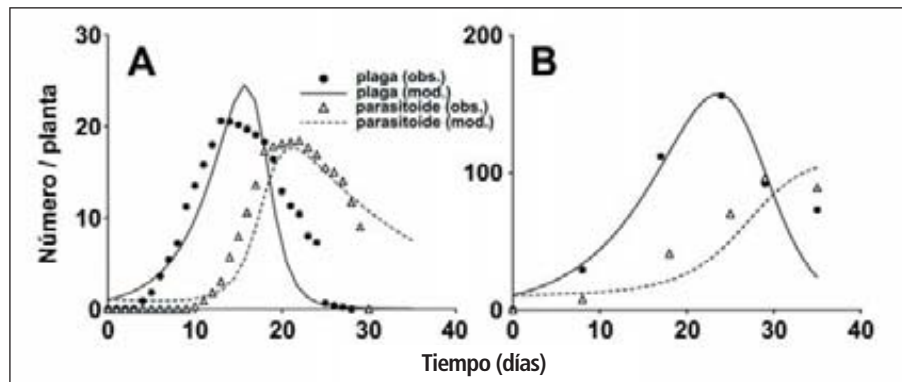 A
B
30
20
10
0
200
100
0
plaga (obs.)
plaga (mod.)
parasitoide (obs.)
parasitoide (mod.)
Número / planta
0 10 20 30 40
0 10 20 30 40
Tiempo (días)